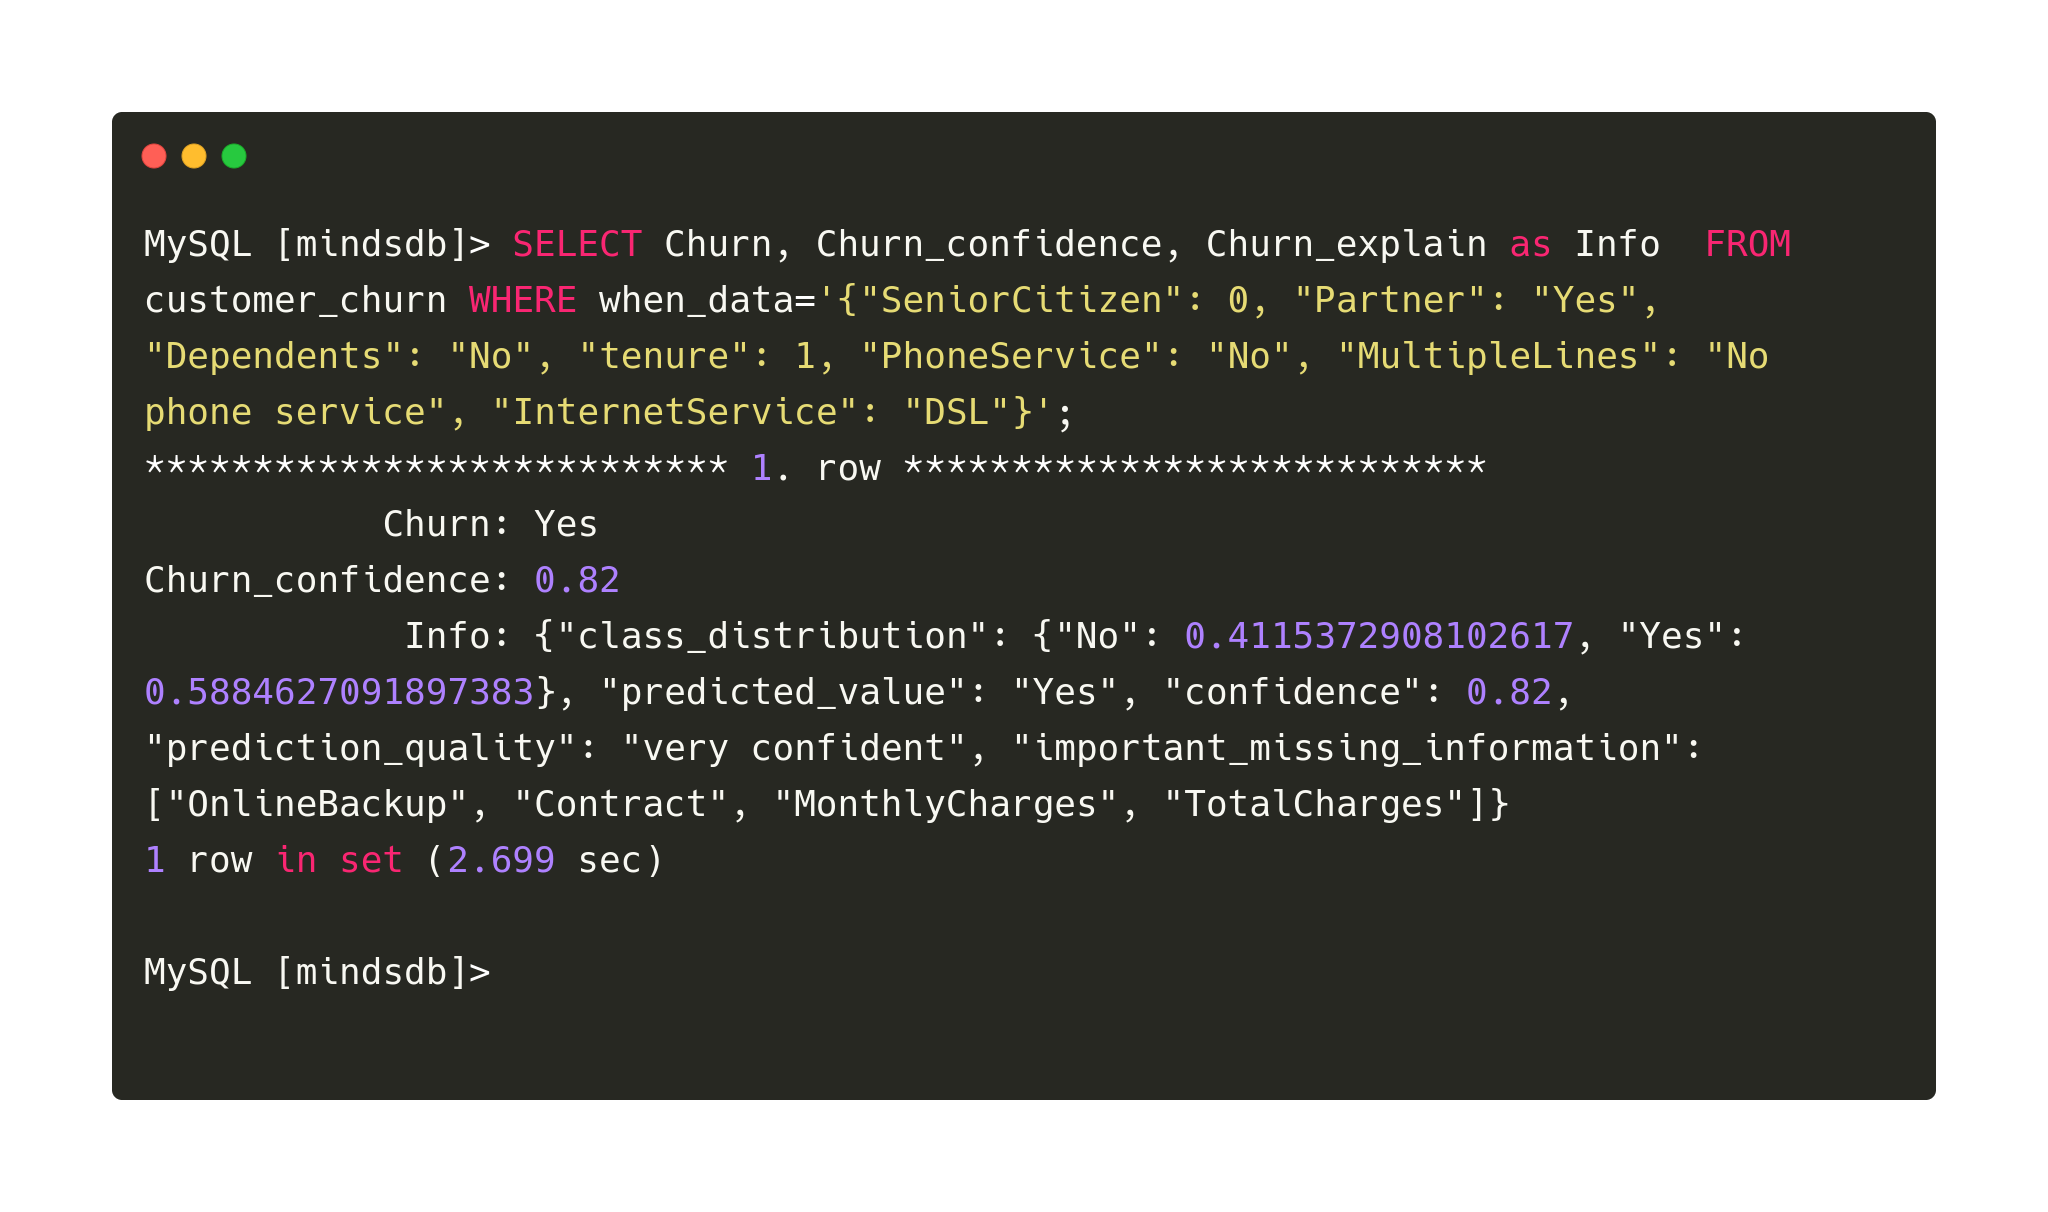 MySQL [mindsdb]> SELECT Churn, Churn_confidence, Churn_explain as Info  FROM
customer_churn WHERE when_data='{"SeniorCitizen": 0, "Partner": "Yes",
"Dependents": "No", "tenure": 1, "PhoneService": "No", "MultipleLines": "No
phone service", "InternetService": "DSL"}';
*************************** 1. row ***************************
           Churn: Yes
Churn_confidence: 0.82
            Info: {"class_distribution": {"No": 0.4115372908102617, "Yes":
0.5884627091897383}, "predicted_value": "Yes", "confidence": 0.82,
"prediction_quality": "very confident", "important_missing_information":
["OnlineBackup", "Contract", "MonthlyCharges", "TotalCharges"]}
1 row in set (2.699 sec)

MySQL [mindsdb]>